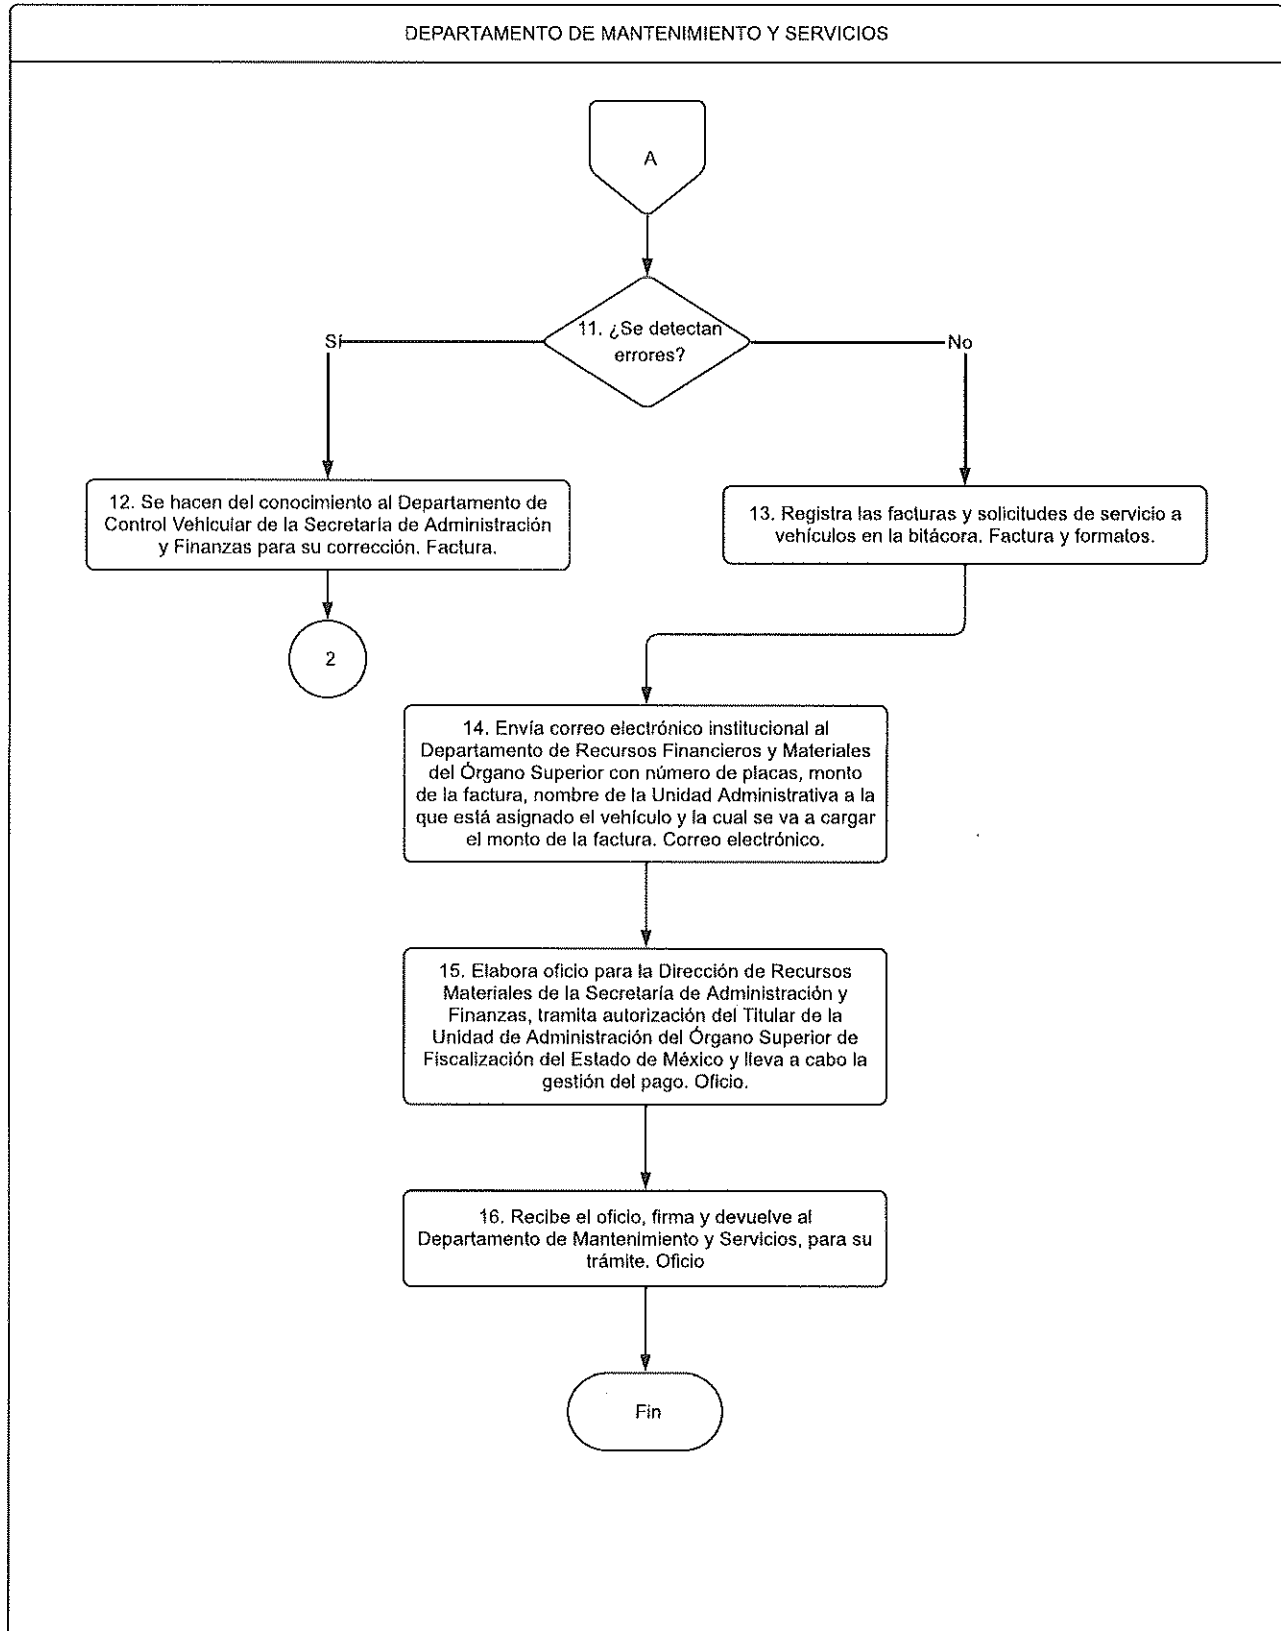 DEPARTAMENTO DE MANTENIMIENTO Y SERVICIOS
A
11. ¿Se detectan
errores?
Sí
No
12. Se hacen del conocimiento al Departamento de
Control Vehicular de la Secretaría de Administración
y Finanzas para su corrección. Factura.
13. Registra las facturas y solicitudes de servicio a
vehículos en la bitácora. Factura y formatos.
2
14. Envía correo electrónico institucional al
Departamento de Recursos Financieros y Materiales
del Órgano Superior con número de placas, monto
de la factura, nombre de la Unidad Administrativa a la
que está asignado el vehículo y la cual se va a cargar
el monto de la factura. Correo electrónico.
15. Elabora oficio para la Dirección de Recursos
Materiales de la Secretaría de Administración y
Finanzas, tramita autorización del Titular de la
Unidad de Administración del Órgano Superior de
Fiscalización del Estado de México y lleva a cabo la
gestión del pago. Oficio.
16. Recibe el oficio, firma y devuelve al
Departamento de Mantenimiento y Servicios, para su
trámite. Oficio
Fin